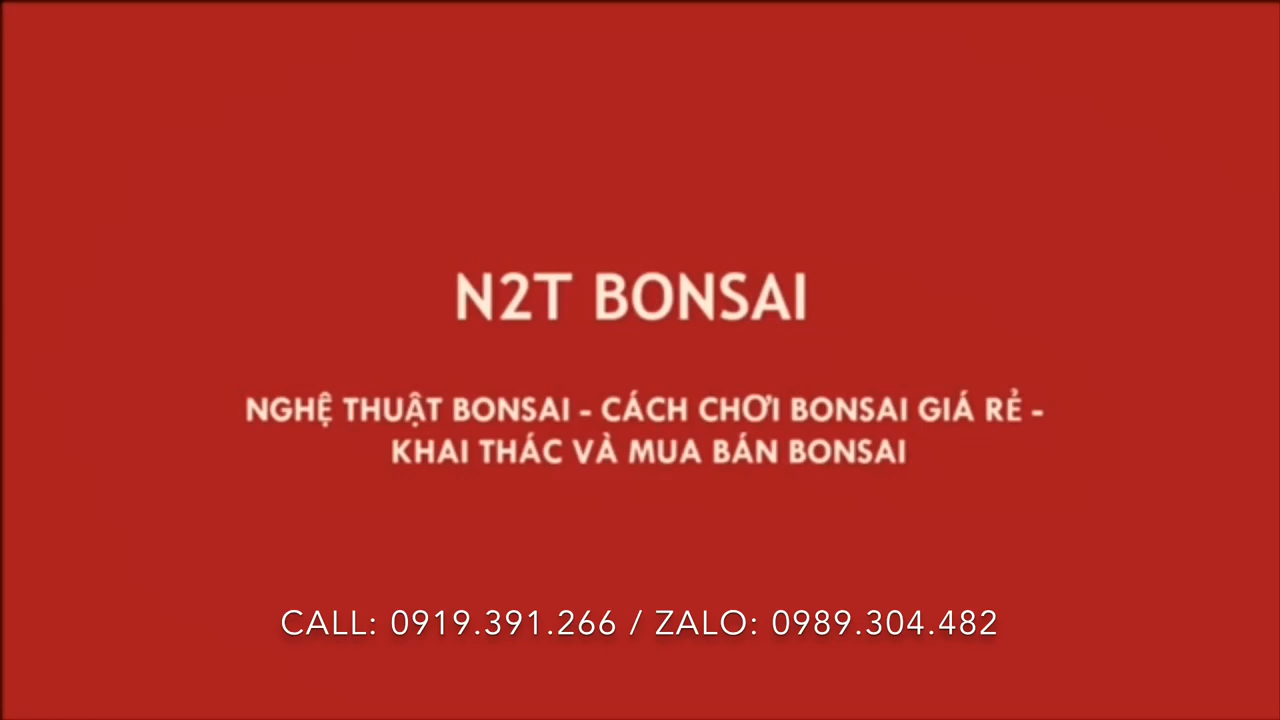 N2T BONSAI
NGHỆ THUẬT BONSAI - CÁCH CHƠI BONSAI GIÁ RẺ -
KHAI THÁC VÀ MUA BÁN BONSAI
CALL: 0919.391.266 / ZALO: 0989.304.482